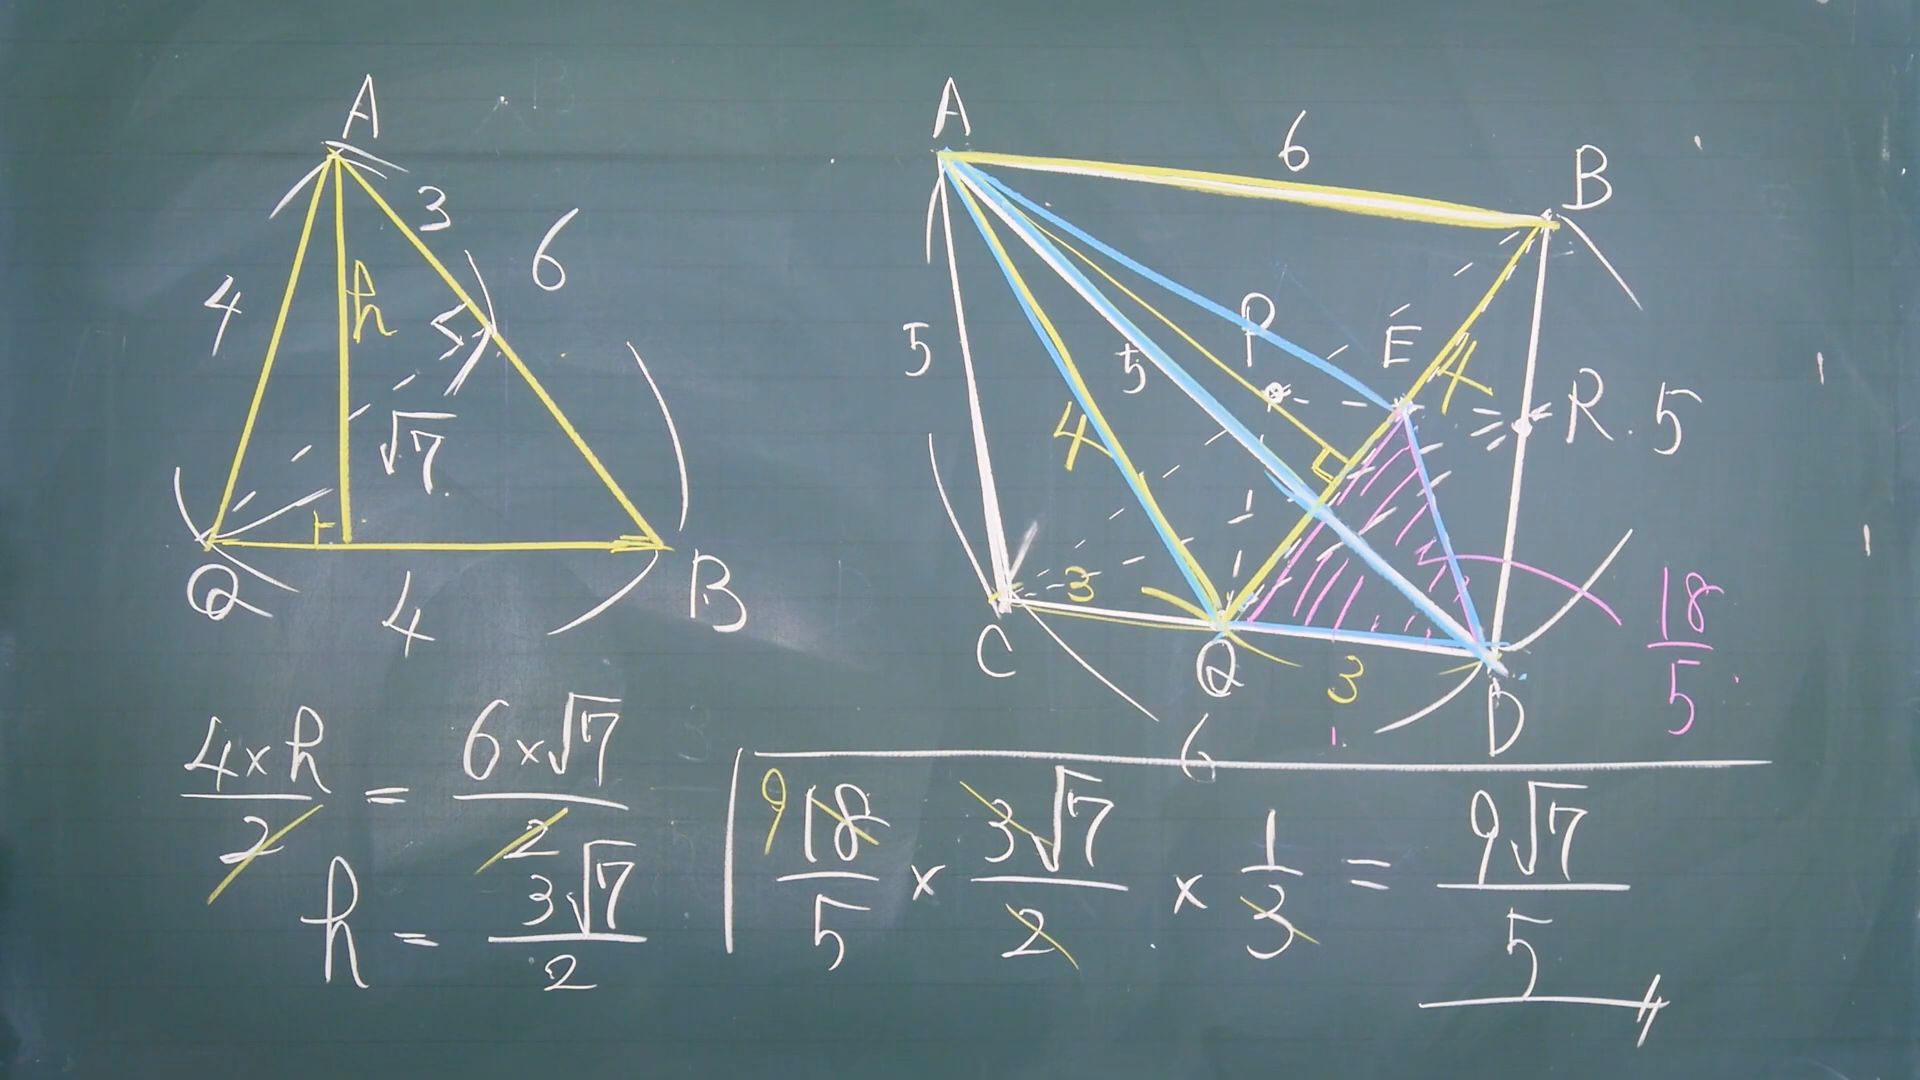 A
3
6
4
h
√7
Q
4
B
A
6
B
5
5
P
E
4
R
5
4
3
C
Q
3
D
6
18/5
4×h/2 = 6×√7/2
h = 3√7/2
9
18/5 × 3√7/2 × 1/3 = 9√7/5